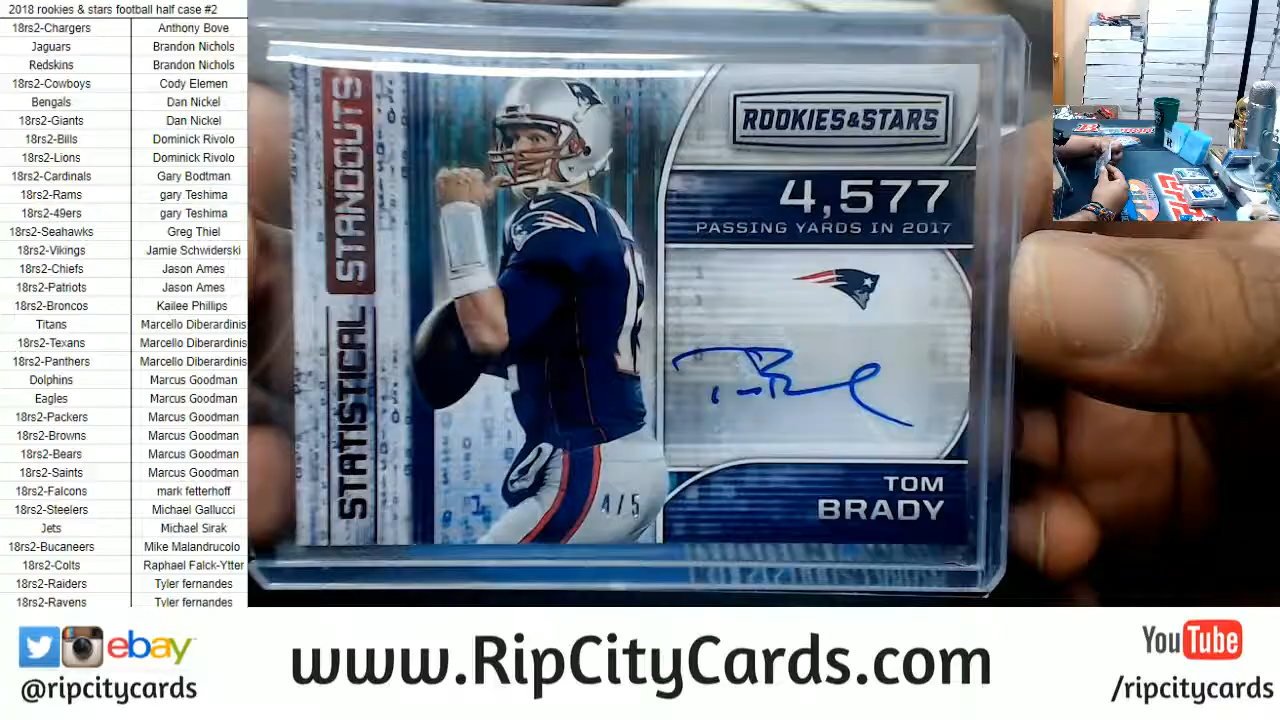 2018 rookies & stars football half case #2
18rs2-Chargers Anthony Bove
Jaguars Brandon Nichols
Redskins Brandon Nichols
18rs2-Cowboys Cody Elemen
Bengals Dan Nickel
18rs2-Giants Dan Nickel
18rs2-Bills Dominick Rivolo
18rs2-Lions Dominick Rivolo
18rs2-Cardinals Gary Bodtman
18rs2-Rams gary Teshima
18rs2-49ers gary Teshima
18rs2-Seahawks Greg Thiel
18rs2-Vikings Jamie Schwiderski
18rs2-Chiefs Jason Ames
18rs2-Patriots Jason Ames
18rs2-Broncos Kailee Phillips
Titans Marcello Diberardinis
18rs2-Texans Marcello Diberardinis
18rs2-Panthers Marcello Diberardinis
Dolphins Marcus Goodman
Eagles Marcus Goodman
18rs2-Packers Marcus Goodman
18rs2-Browns Marcus Goodman
18rs2-Bears Marcus Goodman
18rs2-Saints Marcus Goodman
18rs2-Falcons mark fetterhoff
18rs2-Steelers Michael Gallucci
Jets Michael Sirak
18rs2-Bucaneers Mike Malandrucolo
18rs2-Colts Raphael Falck-Ytter
18rs2-Raiders Tyler fernandes
18rs2-Ravens Tyler fernandes
STATISTICAL STANDOUTS
ROOKIES & STARS
4,577
PASSING YARDS IN 2017
4/5
TOM
BRADY
ebay
@ripcitycards
www.RipCityCards.com
YouTube
/ripcitycards